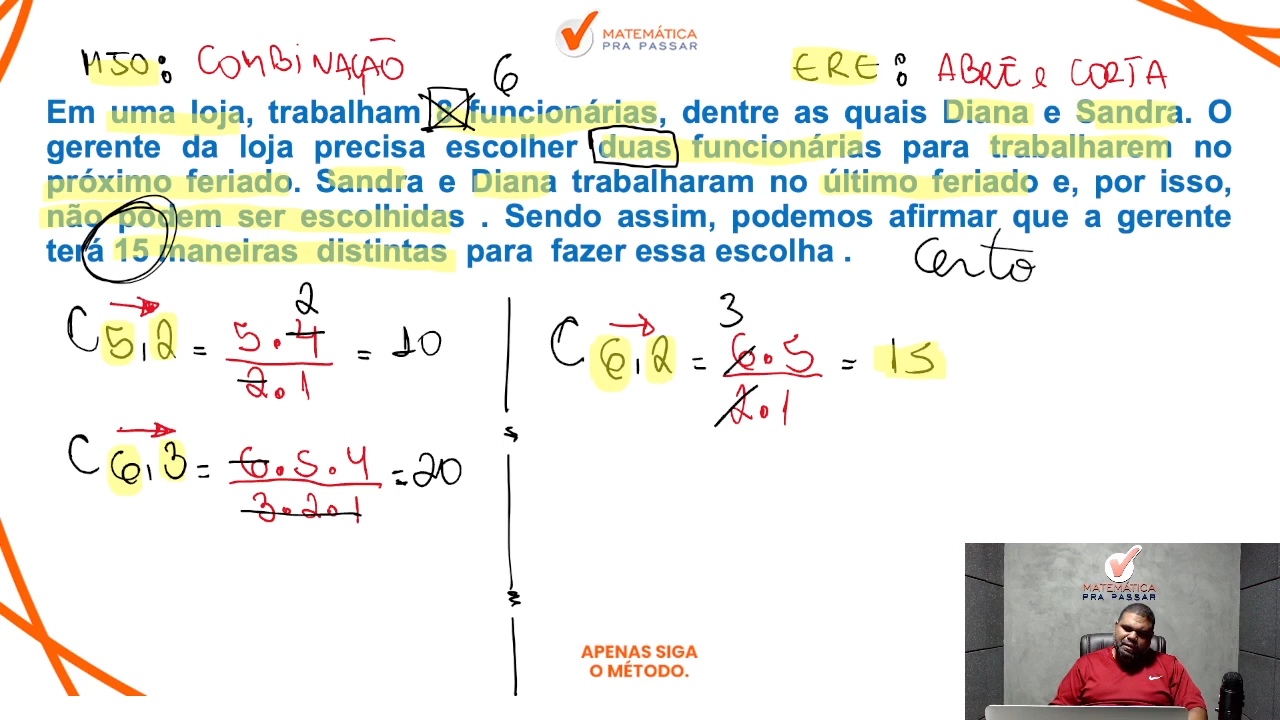 MATEMÁTICA
PRA PASSAR
MJO: COMBINAÇÃO
6
ERE: ABRE e CORTA
Em uma loja, trabalham 8 funcionárias, dentre as quais Diana e Sandra. O
gerente da loja precisa escolher duas funcionárias para trabalharem no
próximo feriado. Sandra e Diana trabalharam no último feriado e, por isso,
não podem ser escolhidas . Sendo assim, podemos afirmar que a gerente
terá 15 maneiras distintas para fazer essa escolha .
Certo
2
C 5,2 = 5.4 = 10
2.1
3
C 6,2 = 6.5 = 15
2.1
C 6,3 = 6.5.4 = 20
3.2.1
MATEMÁTICA
PRA PASSAR
APENAS SIGA
O MÉTODO.